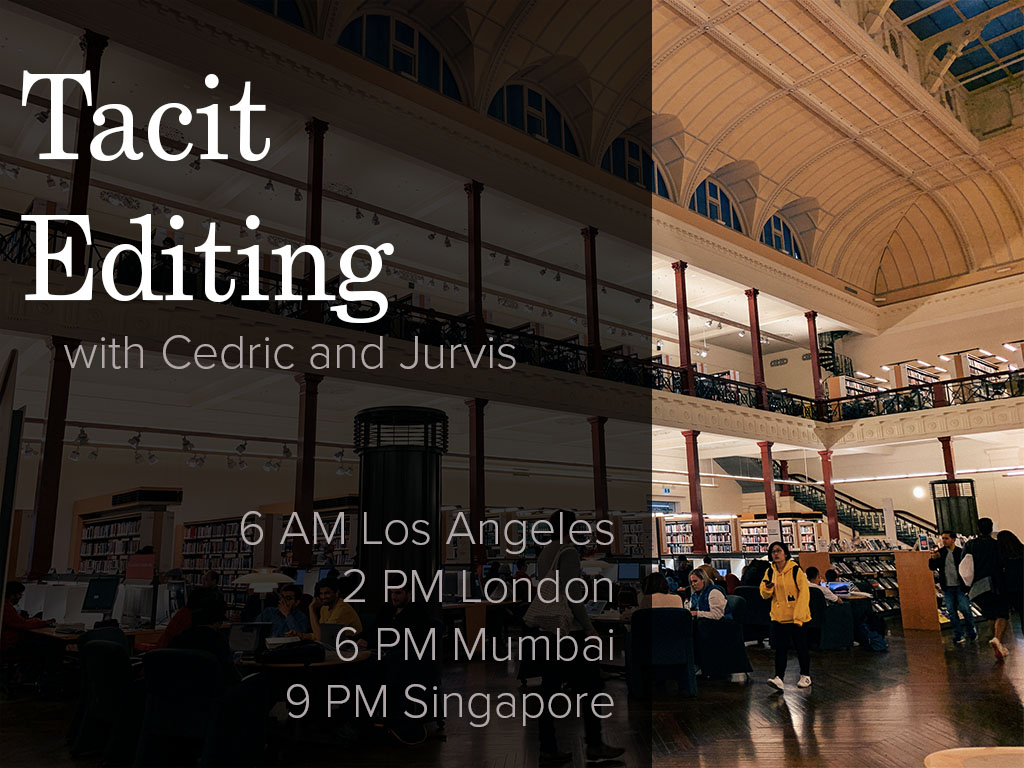 Tacit
Editing
with Cedric and Jurvis
6 AM Los Angeles
2 PM London
6 PM Mumbai
9 PM Singapore